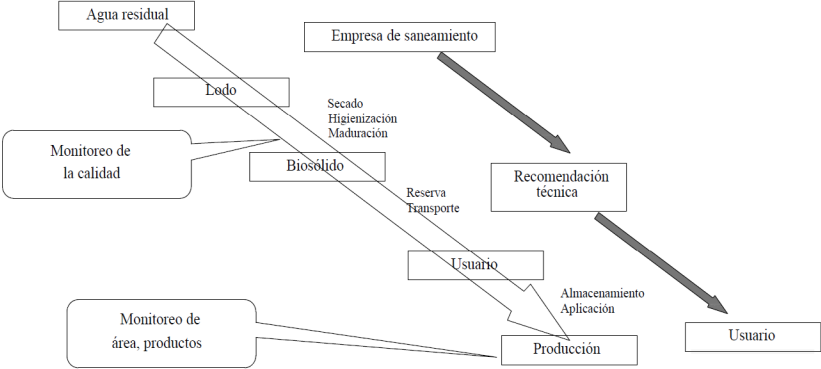 Agua residual
Empresa de saneamiento
Lodo
Secado
Higienización
Maduración
Monitoreo de
la calidad
Biosólido
Recomendación
técnica
Reserva
Transporte
Usuario
Almacenamiento
Aplicación
Monitoreo de
área, productos
Usuario
Producción